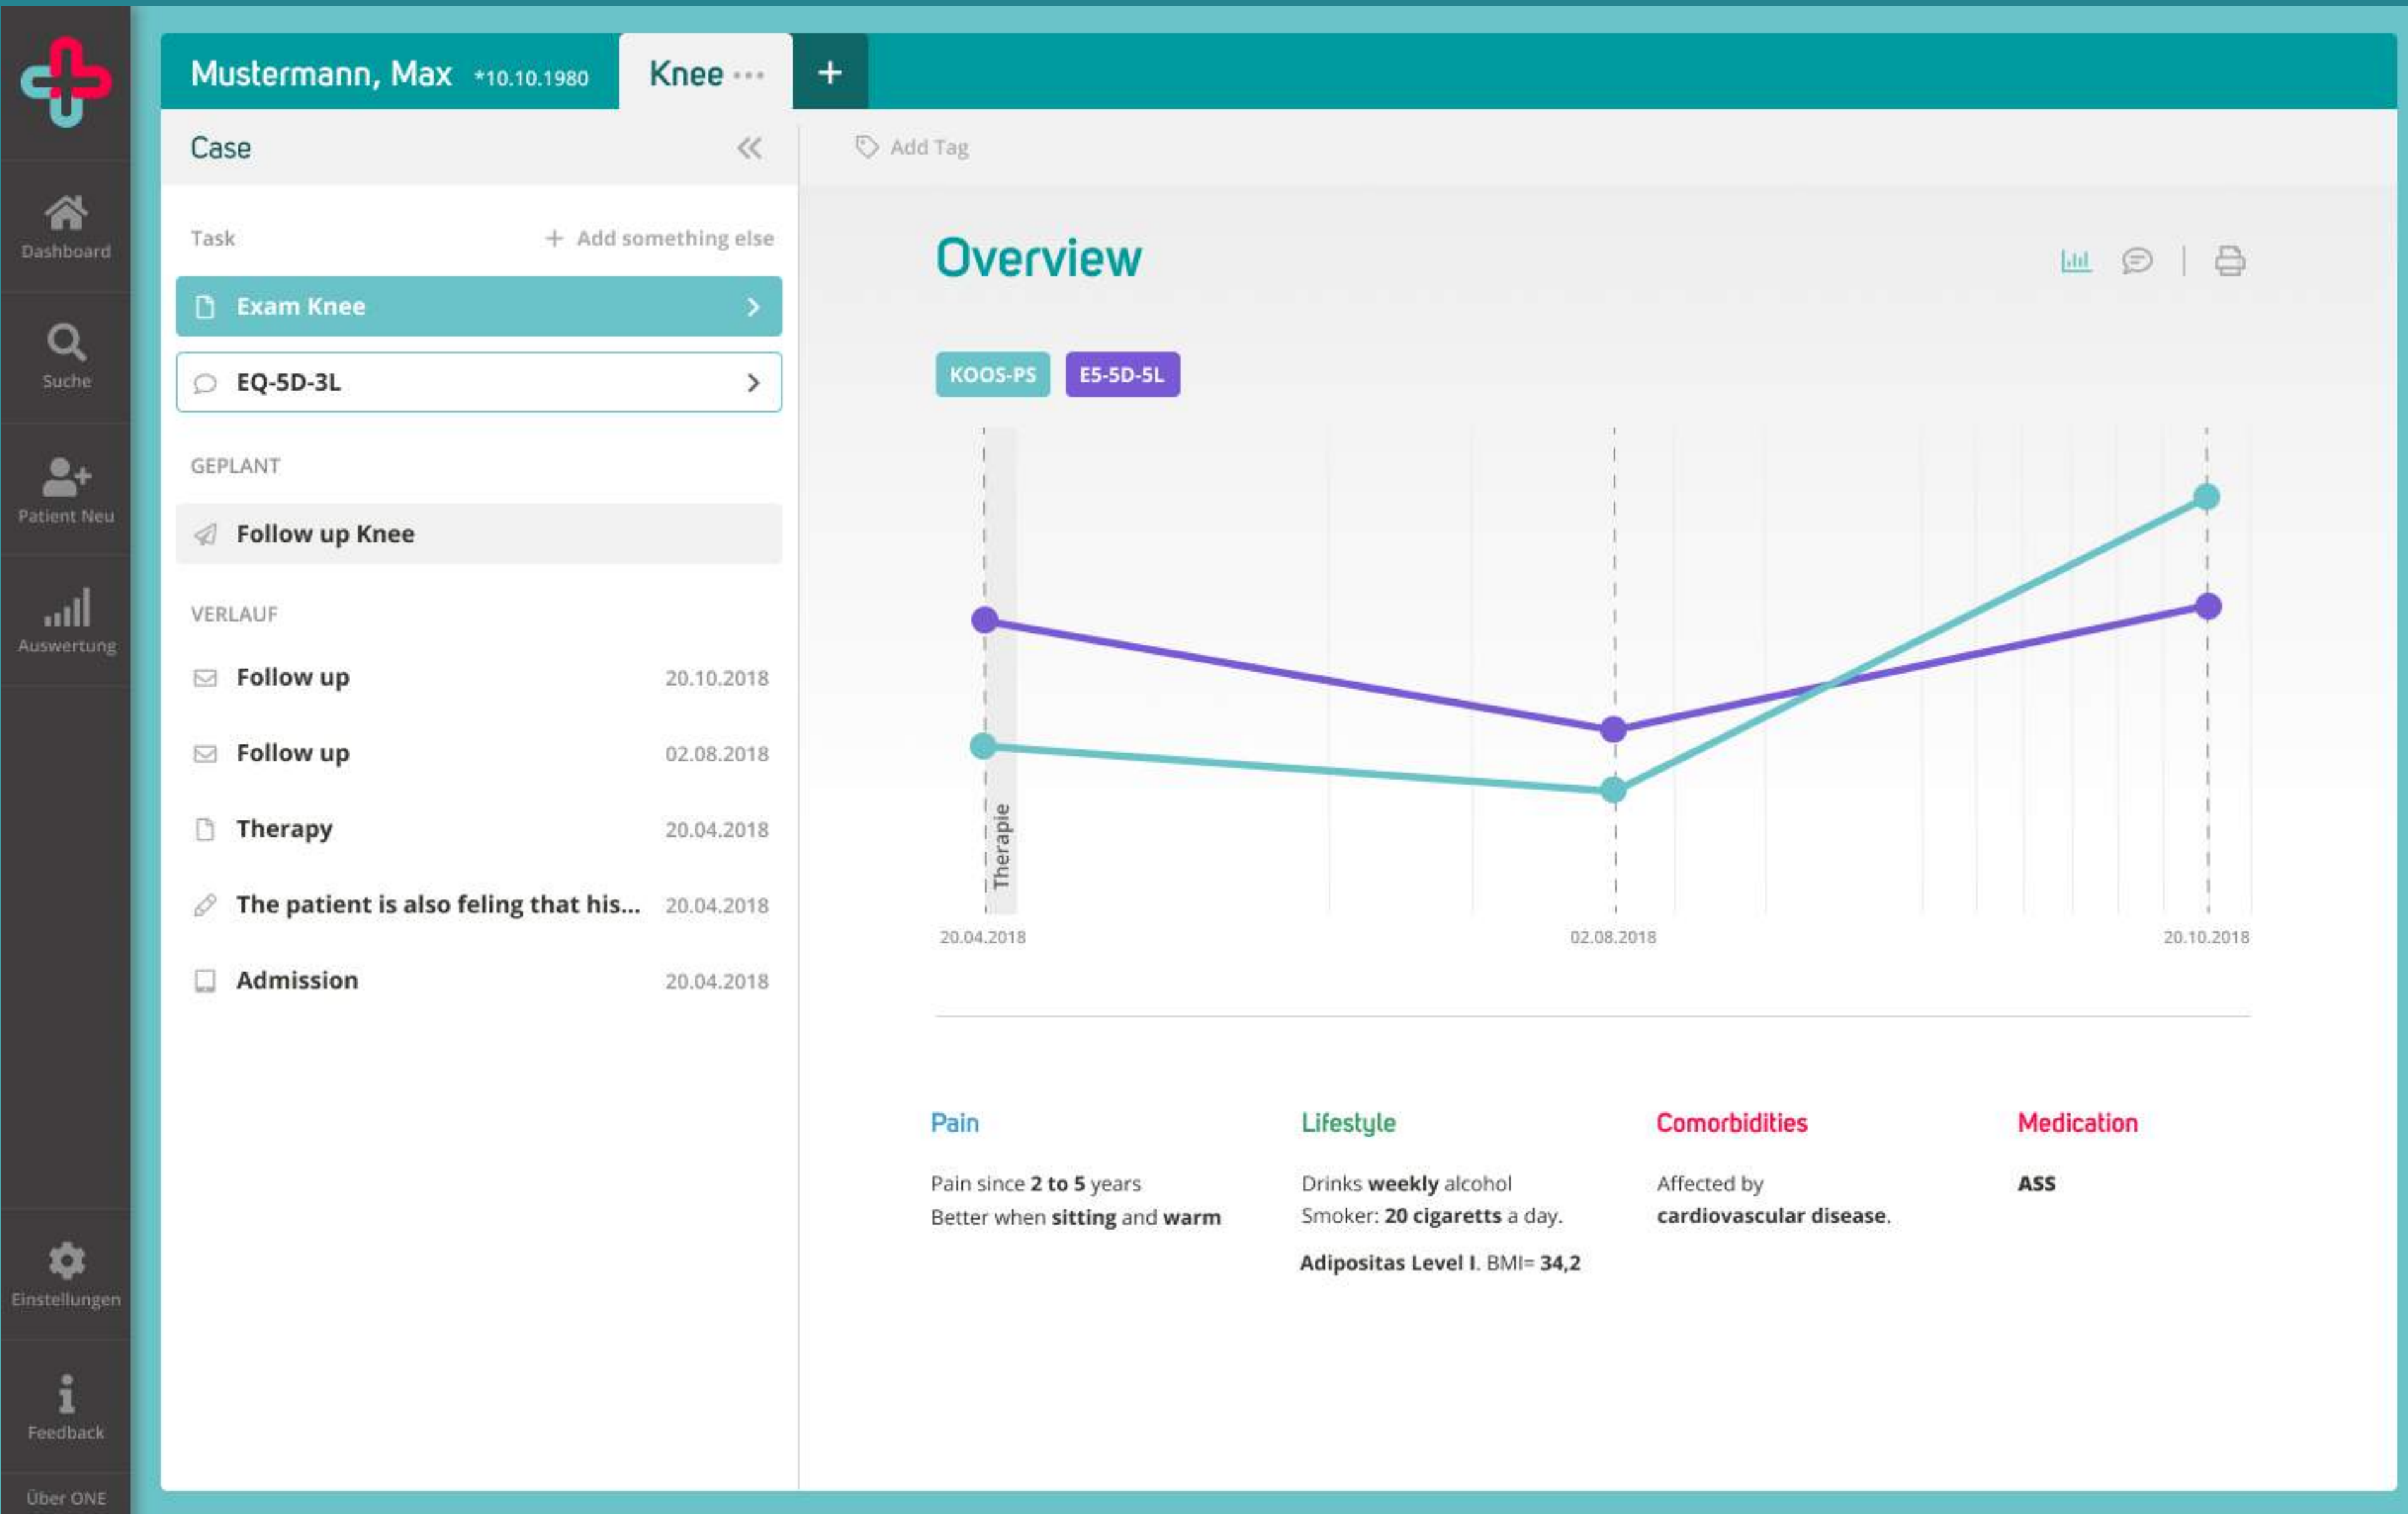 Mustermann, Max *10.10.1980
Knee ...
+
Dashboard
Suche
Patient Neu
Auswertung
Einstellungen
Feedback
Über ONE
Case
Task + Add something else
Exam Knee
EQ-5D-3L
GEPLANT
Follow up Knee
VERLAUF
Follow up 20.10.2018
Follow up 02.08.2018
Therapy 20.04.2018
The patient is also feling that his... 20.04.2018
Admission 20.04.2018
Add Tag
Overview
KOOS-PS E5-5D-5L
Therapie
20.04.2018 02.08.2018 20.10.2018
Pain
Pain since 2 to 5 years
Better when sitting and warm
Lifestyle
Drinks weekly alcohol
Smoker: 20 cigaretts a day.
Adipositas Level I. BMI= 34,2
Comorbidities
Affected by
cardiovascular disease.
Medication
ASS